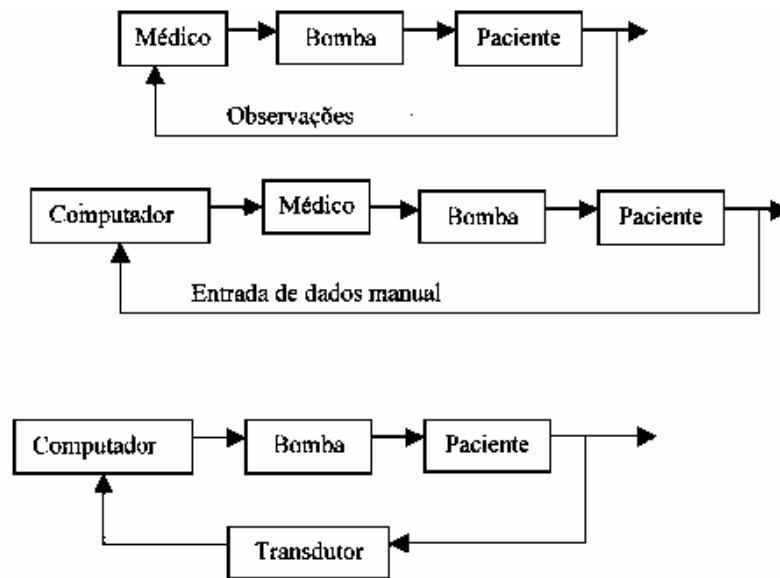 Médico Bomba Paciente
Observações
Computador Médico Bomba Paciente
Entrada de dados manual
Computador Bomba Paciente
Transdutor